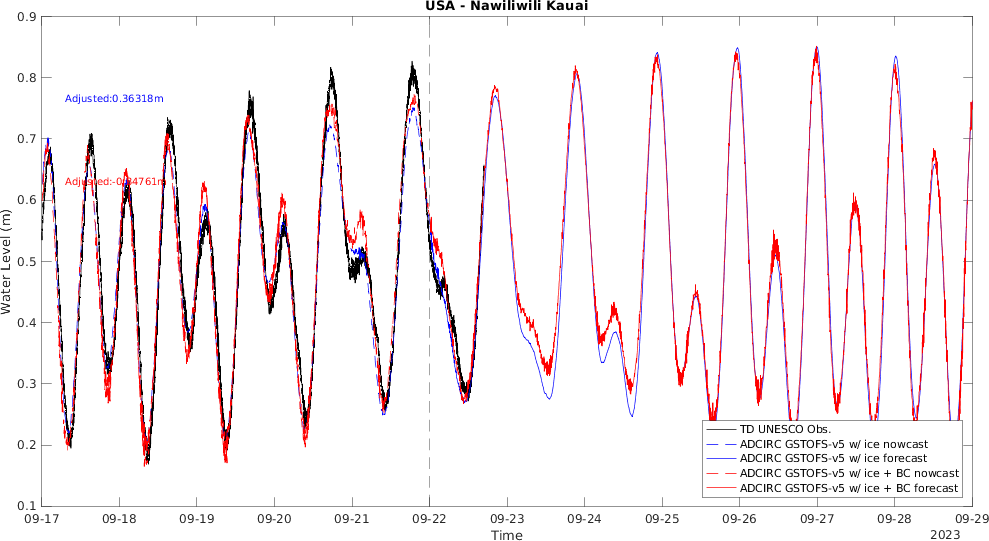 USA - Nawiliwili Kauai
0.9
0.8
0.7
0.6
0.5
0.4
0.3
0.2
0.1
Water Level (m)
Adjusted:0.36318m
TD UNESCO Obs.
ADCIRC GSTOFS-v5 w/ ice nowcast
ADCIRC GSTOFS-v5 w/ ice forecast
ADCIRC GSTOFS-v5 w/ ice + BC nowcast
ADCIRC GSTOFS-v5 w/ ice + BC forecast
09-17 09-18 09-19 09-20 09-21 09-22 09-23 09-24 09-25 09-26 09-27 09-28 09-29
Time
2023